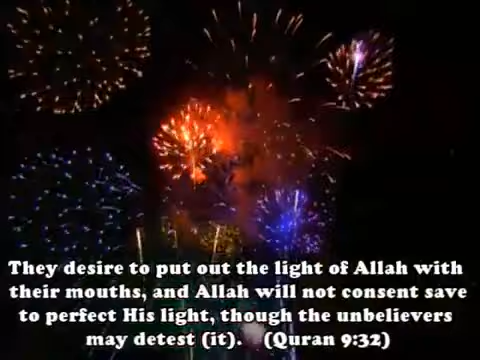 They desire to put out the light of Allah with
their mouths, and Allah will not consent save
to perfect His light, though the unbelievers
may detest (it). (Quran 9:32)